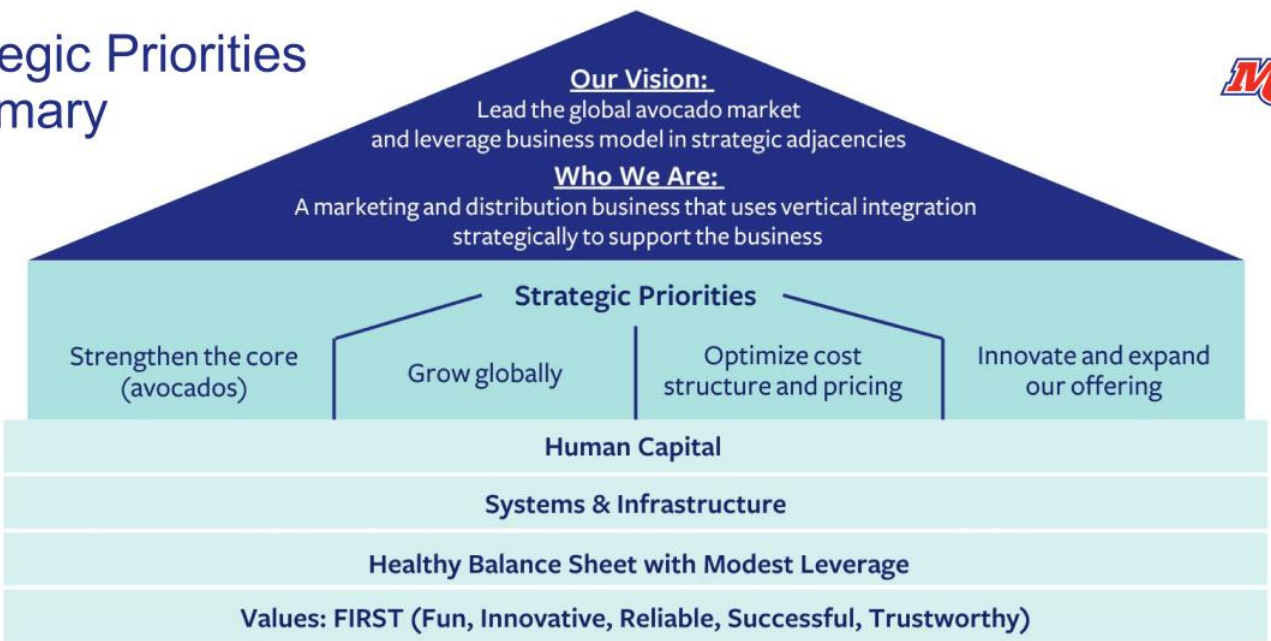 egic Priorities
mary
Our Vision:
Lead the global avocado market
and leverage business model in strategic adjacencies
Who We Are:
A marketing and distribution business that uses vertical integration
strategically to support the business
Strategic Priorities
Strengthen the core
(avocados)
Grow globally
Optimize cost
structure and pricing
Innovate and expand
our offering
Human Capital
Systems & Infrastructure
Healthy Balance Sheet with Modest Leverage
Values: FIRST (Fun, Innovative, Reliable, Successful, Trustworthy)